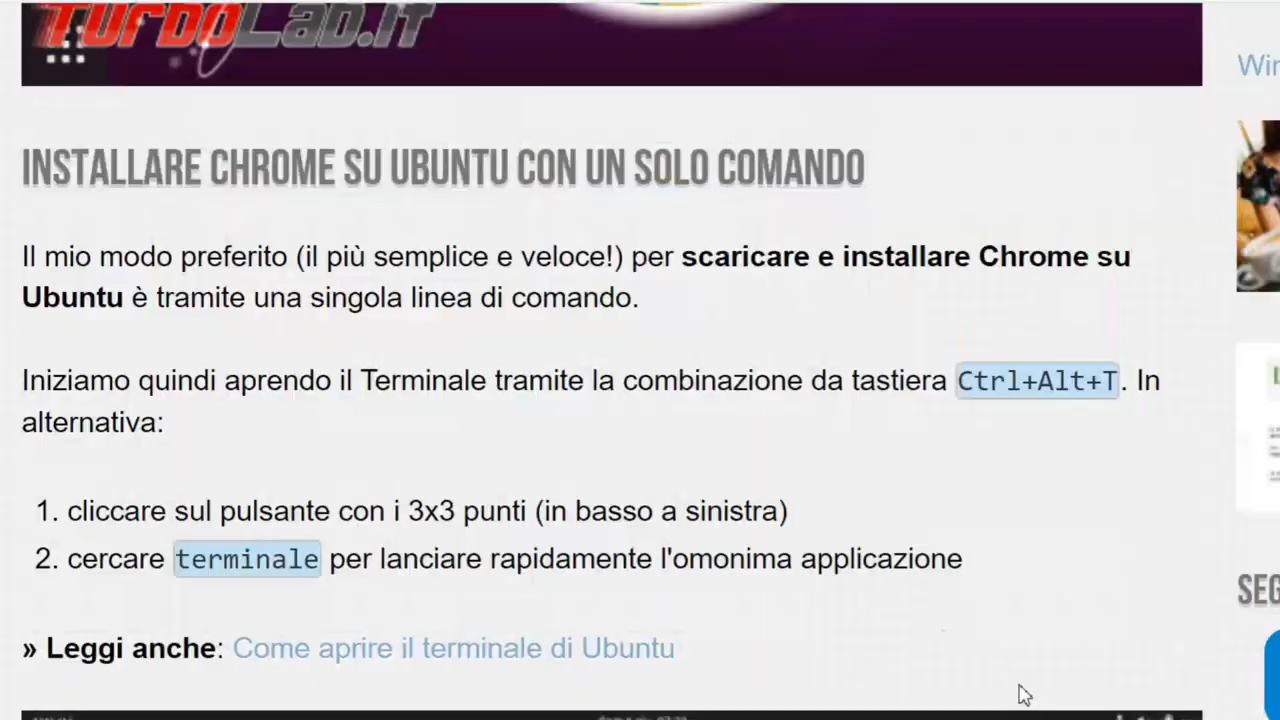 TurboLab.it
INSTALLARE CHROME SU UBUNTU CON UN SOLO COMANDO
Il mio modo preferito (il più semplice e veloce!) per scaricare e installare Chrome su
Ubuntu è tramite una singola linea di comando.
Iniziamo quindi aprendo il Terminale tramite la combinazione da tastiera Ctrl+Alt+T. In
alternativa:
1. cliccare sul pulsante con i 3x3 punti (in basso a sinistra)
2. cercare terminale per lanciare rapidamente l'omonima applicazione
» Leggi anche: Come aprire il terminale di Ubuntu